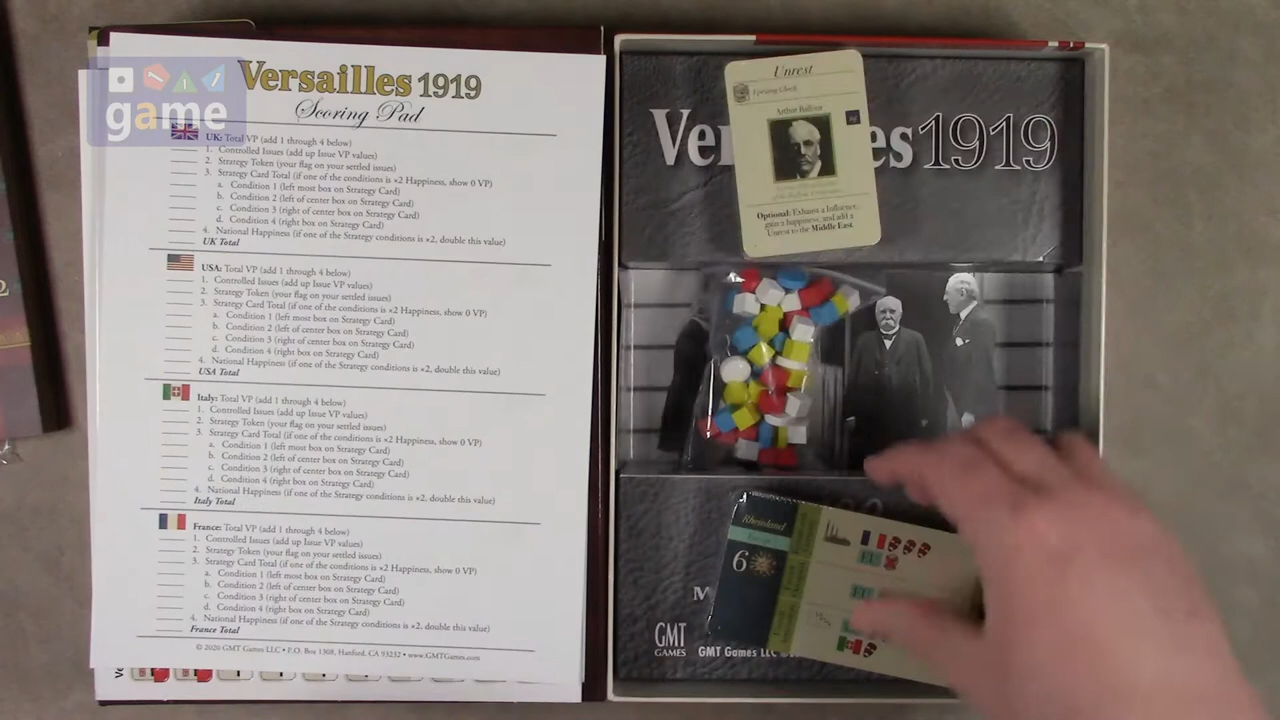 game
Versailles 1919
Scoring Pad
UK: Total VP (add 1 through 4 below)
1. Controlled Issues (add up Issue VP values)
2. Strategy Token (your flag on your settled issues)
3. Strategy Card Total (if one of the conditions is ×2 Happiness, show 0 VP)
a. Condition 1 (left most box on Strategy Card)
b. Condition 2 (left of center box on Strategy Card)
c. Condition 3 (right of center box on Strategy Card)
d. Condition 4 (right box on Strategy Card)
4. National Happiness (if one of the Strategy conditions is ×2, double this value)
UK Total
USA: Total VP (add 1 through 4 below)
1. Controlled Issues (add up Issue VP values)
2. Strategy Token (your flag on your settled issues)
3. Strategy Card Total (if one of the conditions is ×2 Happiness, show 0 VP)
a. Condition 1 (left most box on Strategy Card)
b. Condition 2 (left of center box on Strategy Card)
c. Condition 3 (right of center box on Strategy Card)
d. Condition 4 (right box on Strategy Card)
4. National Happiness (if one of the Strategy conditions is ×2, double this value)
USA Total
Italy: Total VP (add 1 through 4 below)
1. Controlled Issues (add up Issue VP values)
2. Strategy Token (your flag on your settled issues)
3. Strategy Card Total (if one of the conditions is ×2 Happiness, show 0 VP)
a. Condition 1 (left most box on Strategy Card)
b. Condition 2 (left of center box on Strategy Card)
c. Condition 3 (right of center box on Strategy Card)
d. Condition 4 (right box on Strategy Card)
4. National Happiness (if one of the Strategy conditions is ×2, double this value)
Italy Total
France: Total VP (add 1 through 4 below)
1. Controlled Issues (add up Issue VP values)
2. Strategy Token (your flag on your settled issues)
3. Strategy Card Total (if one of the conditions is ×2 Happiness, show 0 VP)
a. Condition 1 (left most box on Strategy Card)
b. Condition 2 (left of center box on Strategy Card)
c. Condition 3 (right of center box on Strategy Card)
d. Condition 4 (right box on Strategy Card)
4. National Happiness (if one of the Strategy conditions is ×2, double this value)
France Total
© 2020 GMT Games LLC • P.O. Box 1308, Hanford, CA 93232 • www.GMTGames.com
Ver es 1919
Unrest
Uprising Check
Arthur Balfour
Optional: Exhaust a Influence,
gain 2 happiness, and add a
Unrest to the Middle East.
Rheinland
Europe
6
EU
EU
GMT
GAMES
GMT Games LLC